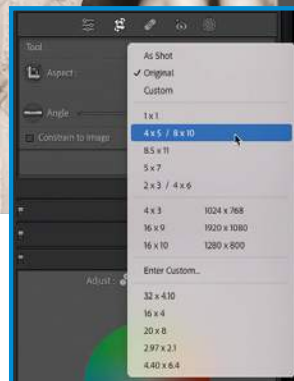 Tool :
Aspect :
Angle
Constrain to Image
As Shot
✓ Original
Custom
1 x 1
4 x 5 / 8 x 10
8.5 x 11
5 x 7
2 x 3 / 4 x 6
4 x 3 1024 x 768
16 x 9 1920 x 1080
16 x 10 1280 x 800
Enter Custom...
32 x 4.10
16 x 4
20 x 8
2.97 x 2.1
4.40 x 6.4
Adjust :